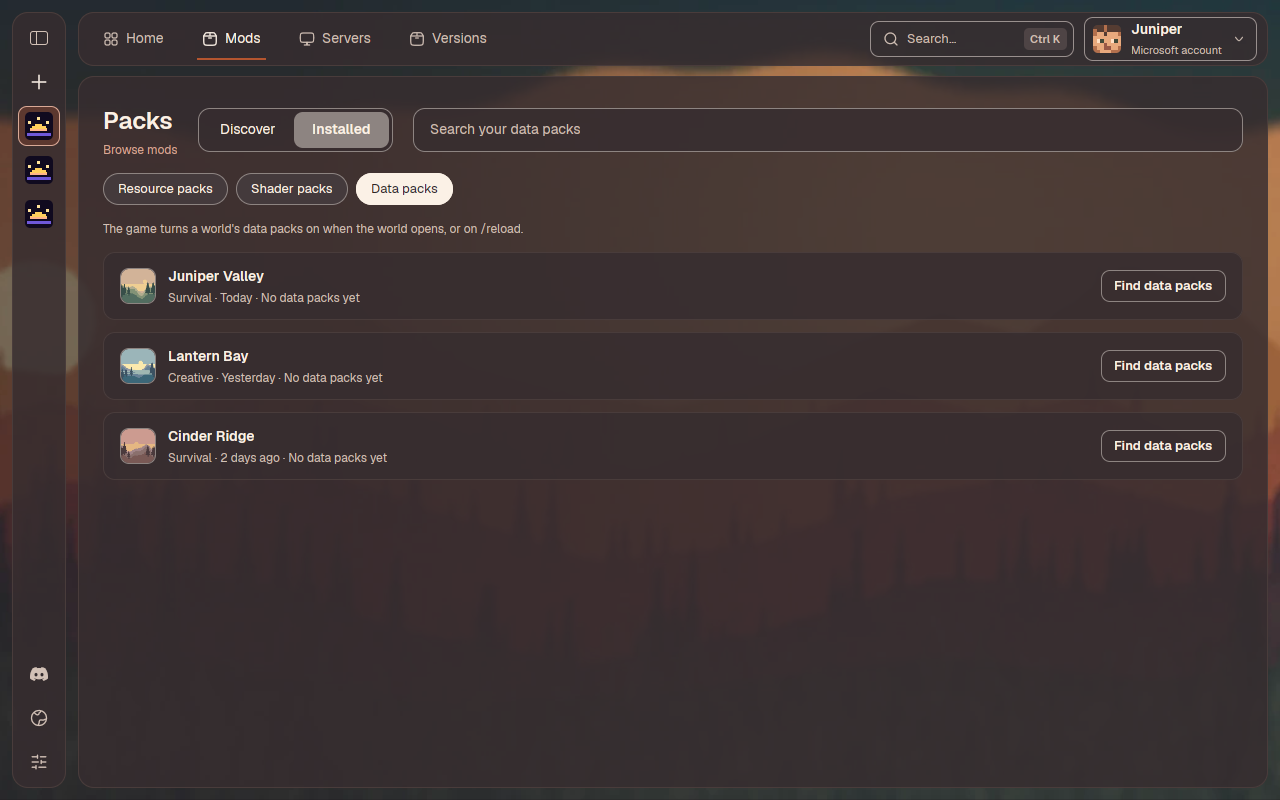 Home
Mods
Servers
Versions
Search...
Ctrl K
Juniper
Microsoft account
Packs
Browse mods
Discover
Installed
Search your data packs
Resource packs
Shader packs
Data packs
The game turns a world's data packs on when the world opens, or on /reload.
Juniper Valley
Survival · Today · No data packs yet
Find data packs
Lantern Bay
Creative · Yesterday · No data packs yet
Find data packs
Cinder Ridge
Survival · 2 days ago · No data packs yet
Find data packs